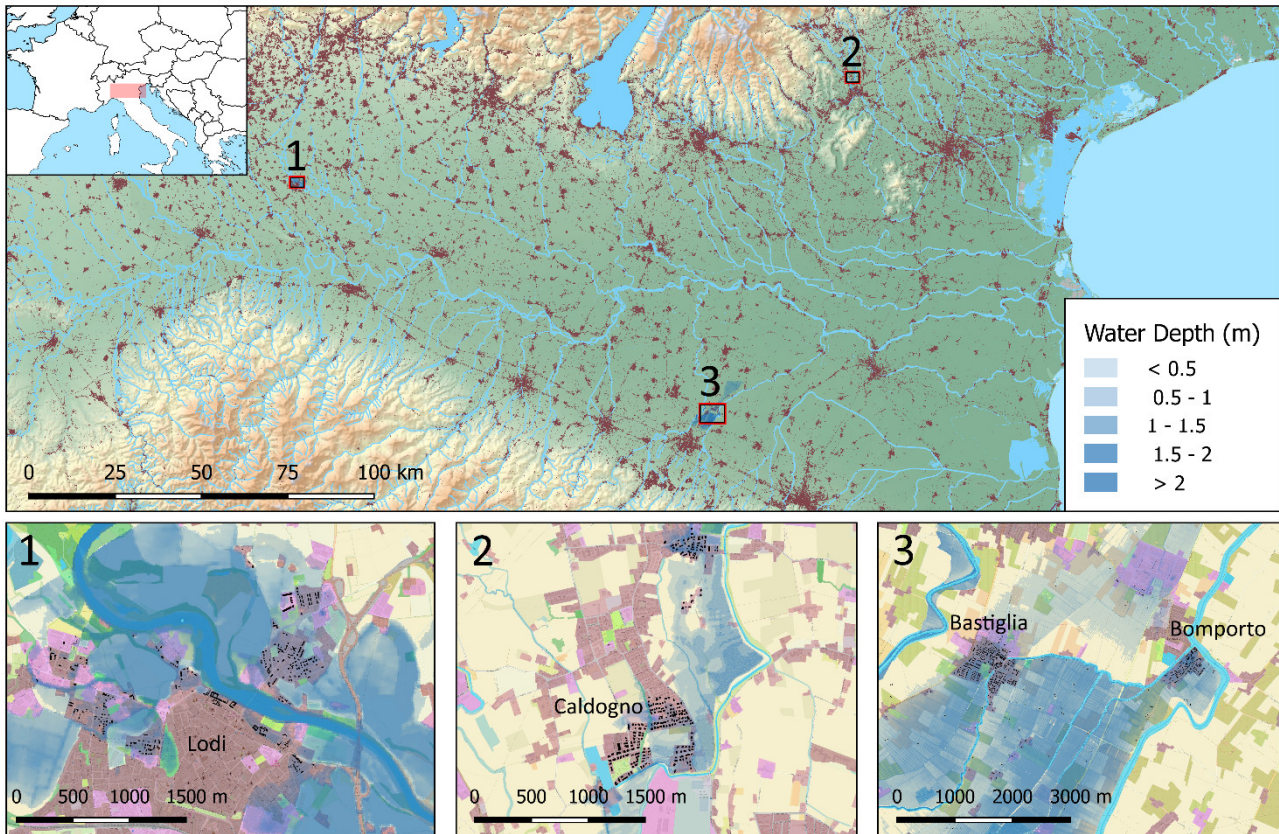 1
2
3
0 25 50 75 100 km
Water Depth (m)
< 0.5
0.5 - 1
1 - 1.5
1.5 - 2
> 2
1
Lodi
0 500 1000 1500 m
2
Caldogno
0 500 1000 1500 m
3
Bastiglia
Bomporto
0 1000 2000 3000 m